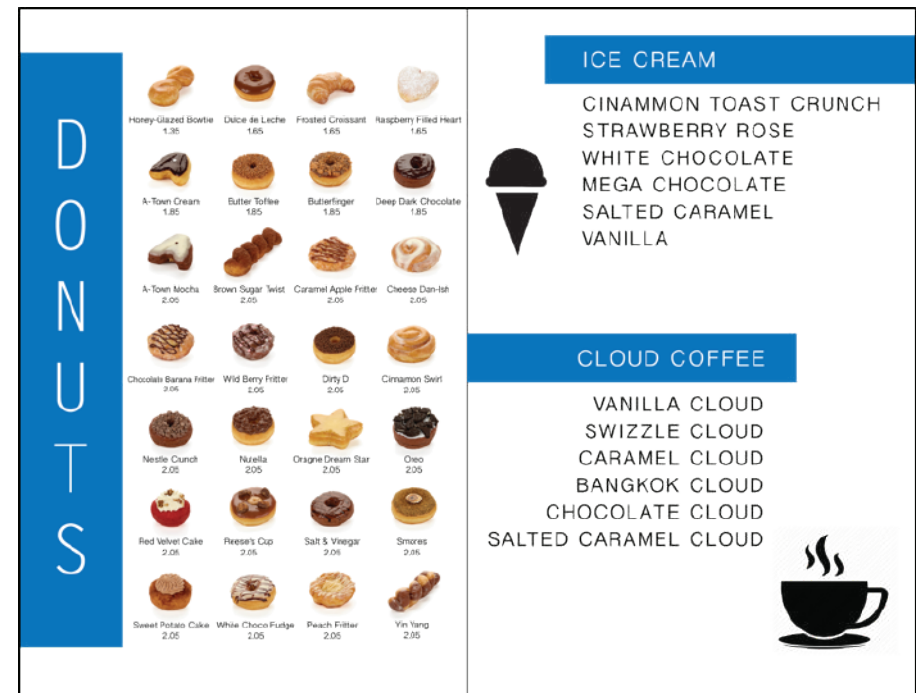 DONUTS
Honey-Glazed Bowtie Dulce de Leche Frosted Croissant Raspberry Filled Heart
1.35 1.65 1.65 1.65
A-Town Cream Butter Toffee Butterfinger Deep Dark Chocolate
1.85 1.85 1.85 1.85
A-Town Mocha Brown Sugar Twist Caramel Apple Fritter Cheese Dan-Ish
2.05 2.05 2.05 2.05
Chocolate Banana Fritter Wild Berry Fritter Dirty D Cinnamon Swirl
2.05 2.05 2.05 2.05
Nestle Crunch Nutella Oragne Dream Star Oreo
2.05 2.05 2.05 2.05
Red Velvet Cake Reese's Cup Salt & Vinegar Smores
2.05 2.05 2.05 2.05
Sweet Potato Cake White Choco Fudge Peach Fritter Yin Yang
2.05 2.05 2.05 2.05
ICE CREAM
CINAMMON TOAST CRUNCH
STRAWBERRY ROSE
WHITE CHOCOLATE
MEGA CHOCOLATE
SALTED CARAMEL
VANILLA
CLOUD COFFEE
VANILLA CLOUD
SWIZZLE CLOUD
CARAMEL CLOUD
BANGKOK CLOUD
CHOCOLATE CLOUD
SALTED CARAMEL CLOUD